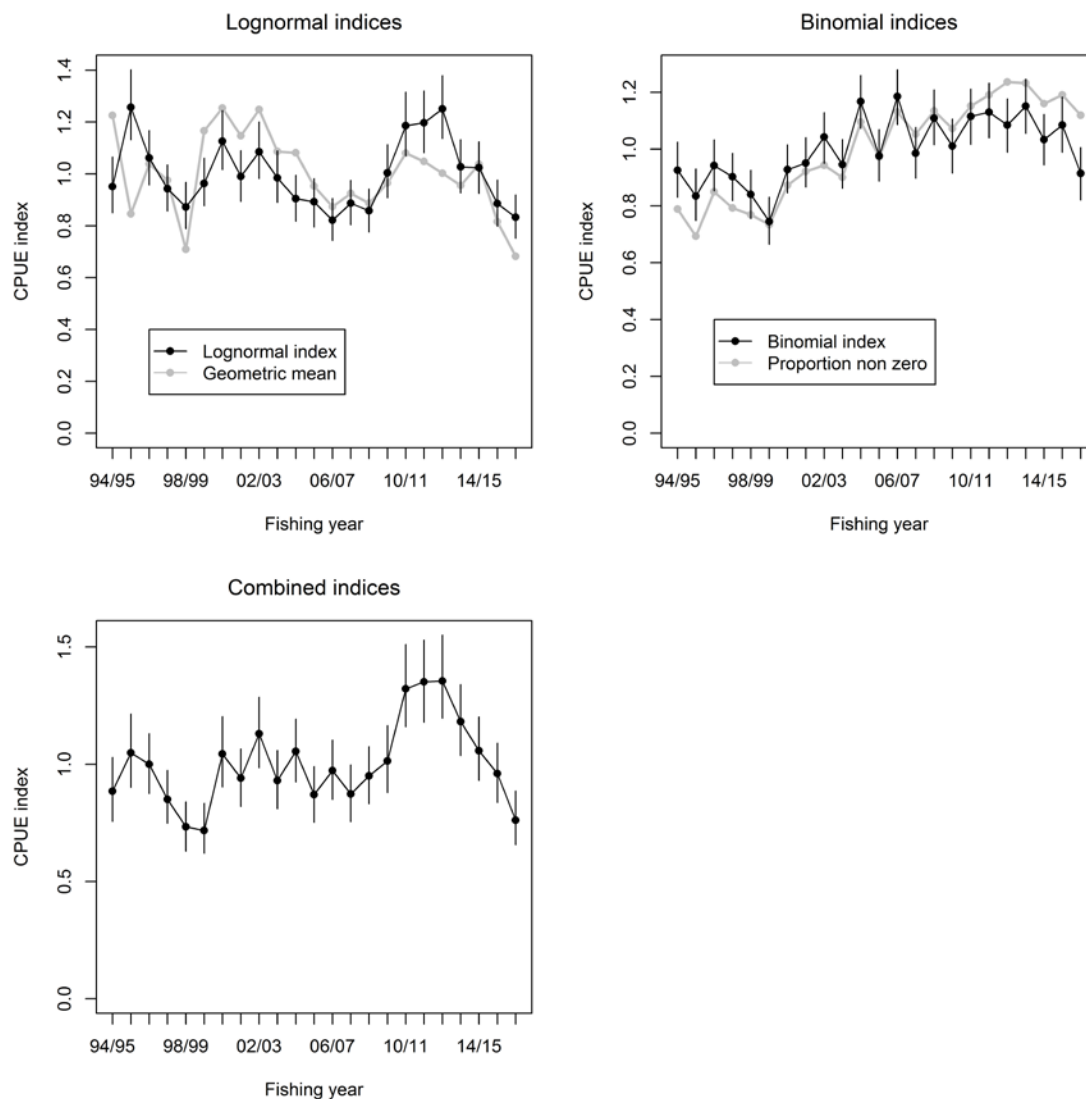 Lognormal indices
CPUE index
0.0 0.2 0.4 0.6 0.8 1.0 1.2 1.4
Lognormal index
Geometric mean
94/95 98/99 02/03 06/07 10/11 14/15
Fishing year
Binomial indices
CPUE index
0.0 0.2 0.4 0.6 0.8 1.0 1.2
Binomial index
Proportion non zero
94/95 98/99 02/03 06/07 10/11 14/15
Fishing year
Combined indices
CPUE index
0.0 0.5 1.0 1.5
94/95 98/99 02/03 06/07 10/11 14/15
Fishing year